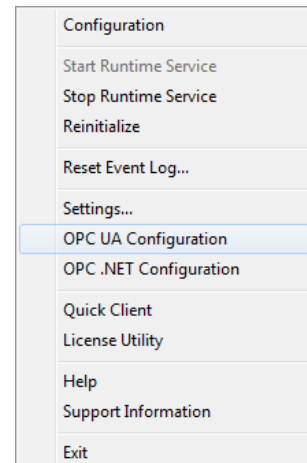 Configuration
Start Runtime Service
Stop Runtime Service
Reinitialize
Reset Event Log...
Settings...
OPC UA Configuration
OPC .NET Configuration
Quick Client
License Utility
Help
Support Information
Exit